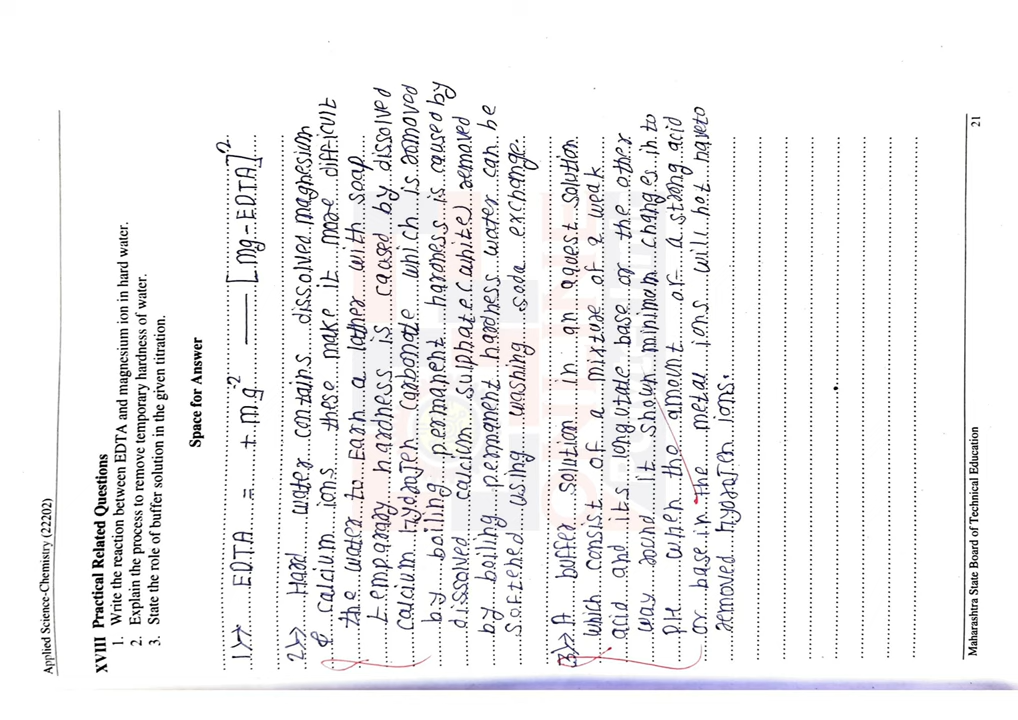 Applied Science-Chemistry (22202)
XVIII Practical Related Questions
1. Write the reaction between EDTA and magnesium ion in hard water.
2. Explain the process to remove temporary hardness of water.
3. State the role of buffer solution in the given titration.
Space for Answer
1>> EDTA = + mg-2 —— [mg-EDTA]-2
2>> Hard water contains dissolved magnesium
& calcium ions these make it more difficult
the water to Earn a lather with soap
temparary hardness is caused by dissolved
calcium hydrogen carbonate which is removed
by boiling permanent hardness is caused by
dissolved calcium sulphate (white) removed
by boiling permanent hardness water can be
softened using washing soda exchange.
3>> A buffer solution in an aquest solution
which consist of a mixture of a weak
acid and its longutale base or the other
way round it shown minimum changes in to
PH when the amount of a strong acid
or base in the metal ions will not have to
removed hydrogen ions.
Maharashtra State Board of Technical Education
21